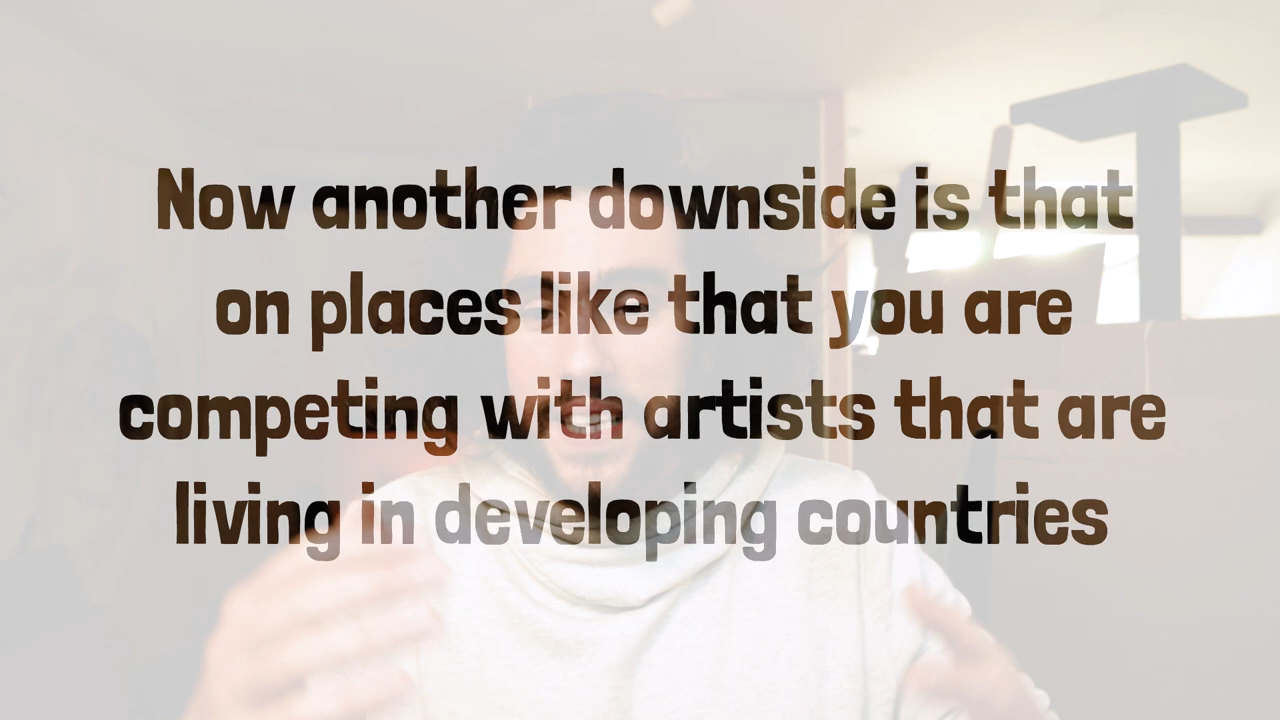 Now another downside is that
on places like that you are
competing with artists that are
living in developing countries